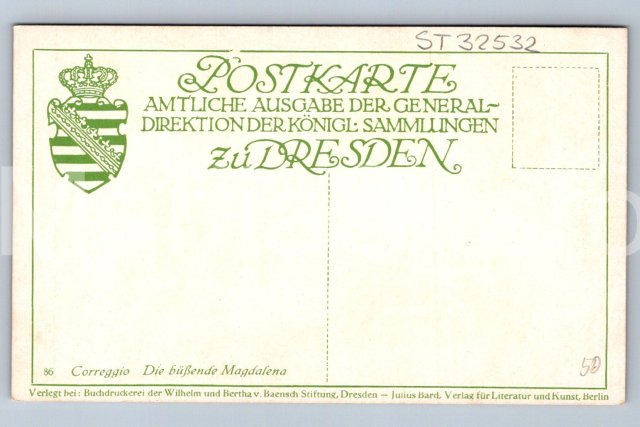 ST 32532
POSTKARTE
AMTLICHE AUSGABE DER GENERAL-
DIREKTION DER KÖNIGL. SAMMLUNGEN
ZU DRESDEN
86 Correggio Die büßende Magdalena
50
Verlegt bei: Buchdruckerei der Wilhelm und Bertha v. Baensch Stiftung, Dresden – Julius Bard, Verlag für Literatur und Kunst, Berlin